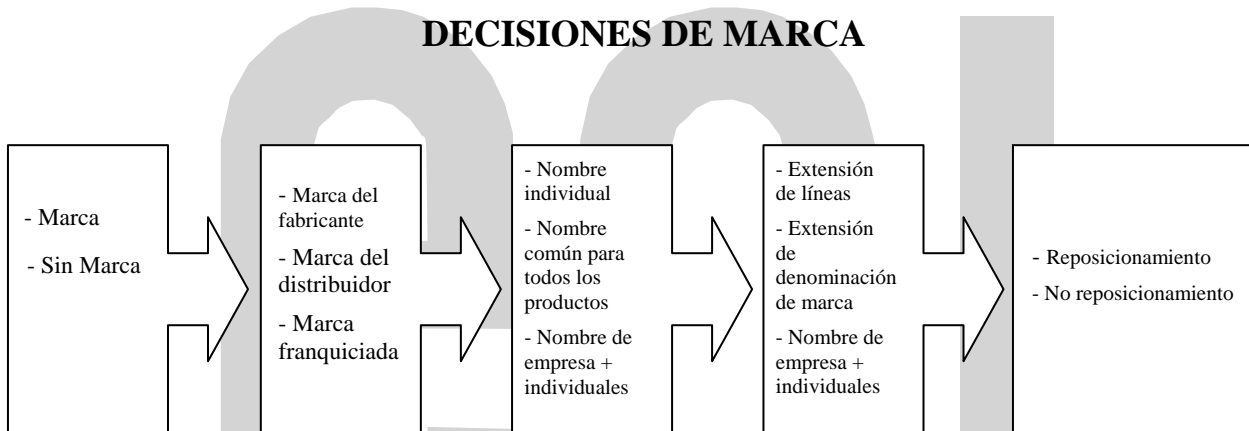 DECISIONES DE MARCA
- Marca
- Sin Marca
- Marca del
fabricante
- Marca del
distribuidor
- Marca
franquiciada
- Nombre
individual
- Nombre
común para
todos los
productos
- Nombre de
empresa +
individuales
- Extensión
de líneas
- Extensión
de
denominación
de marca
- Nombre de
empresa +
individuales
- Reposicionamiento
- No reposicionamiento